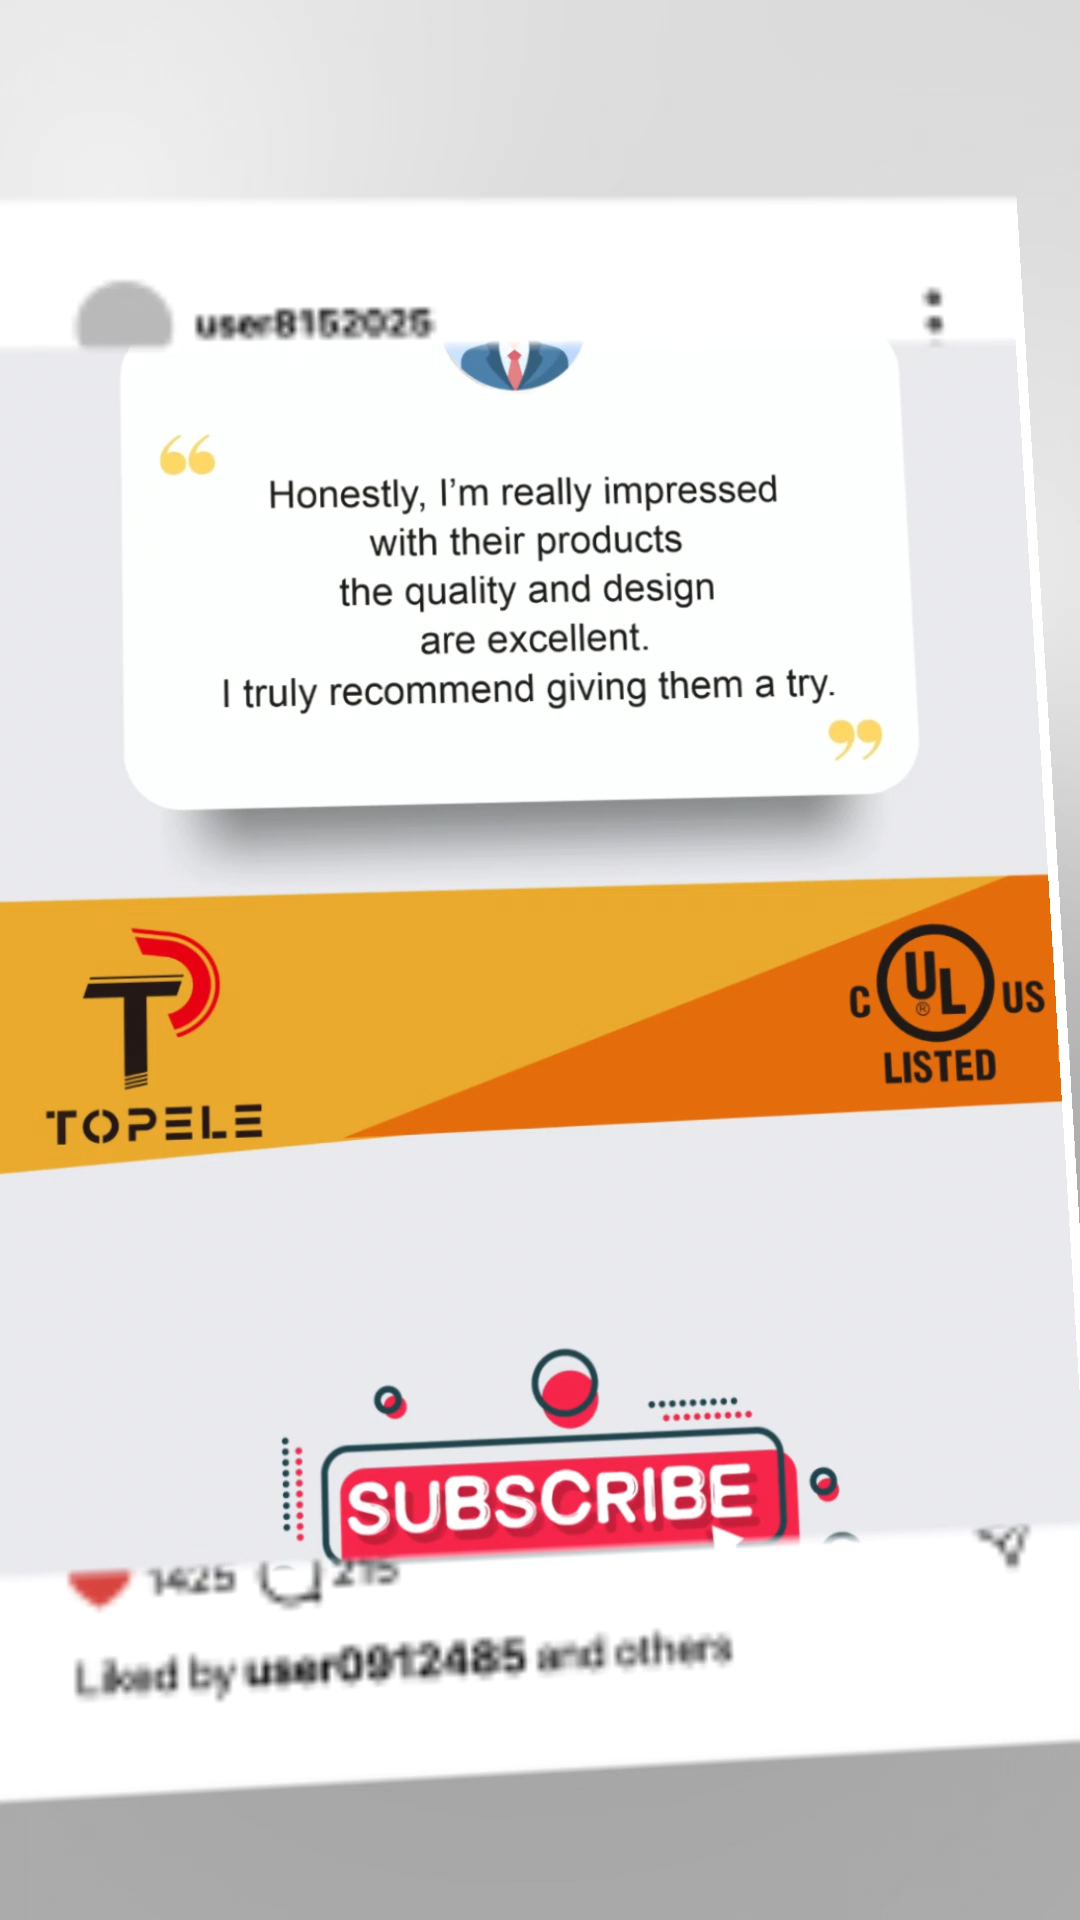 user8152025
“
Honestly, I’m really impressed
with their products
the quality and design
are excellent.
I truly recommend giving them a try.
”
TOPELE
C UL® US
LISTED
SUBSCRIBE
1425 215
Liked by user0912485 and others